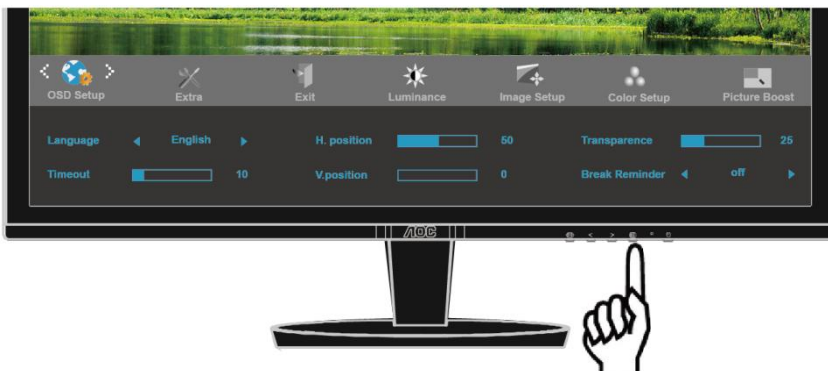 OSD Setup Extra Exit Luminance Image Setup Color Setup Picture Boost
Language English H. position 50 Transparence 25
Timeout 10 V.position 0 Break Reminder off
AOC